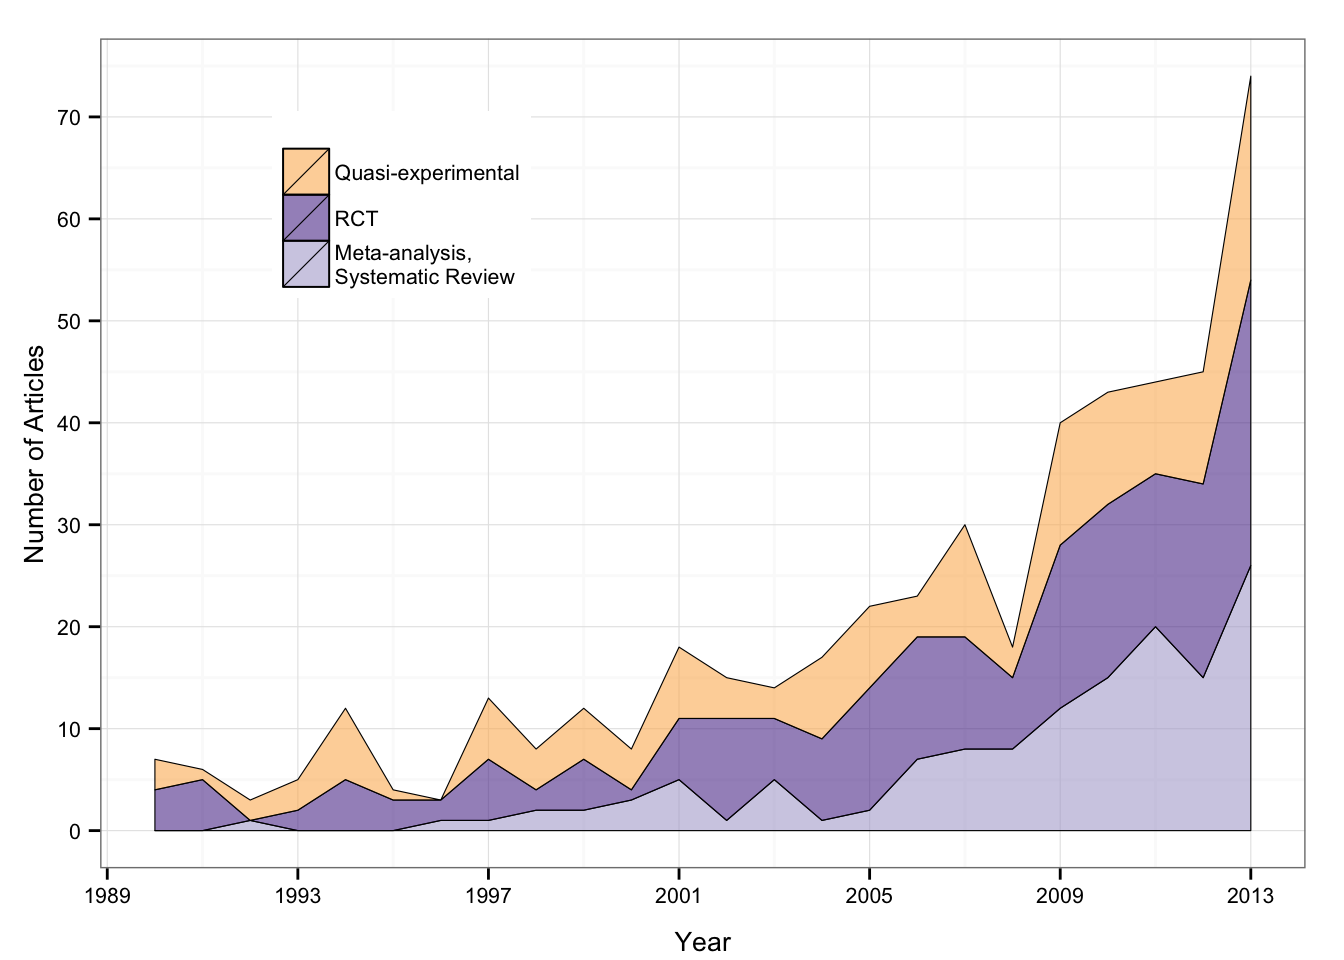 Quasi-experimental
RCT
Meta-analysis,
Systematic Review
Number of Articles
70
60
50
40
30
20
10
0
1989 1993 1997 2001 2005 2009 2013
Year